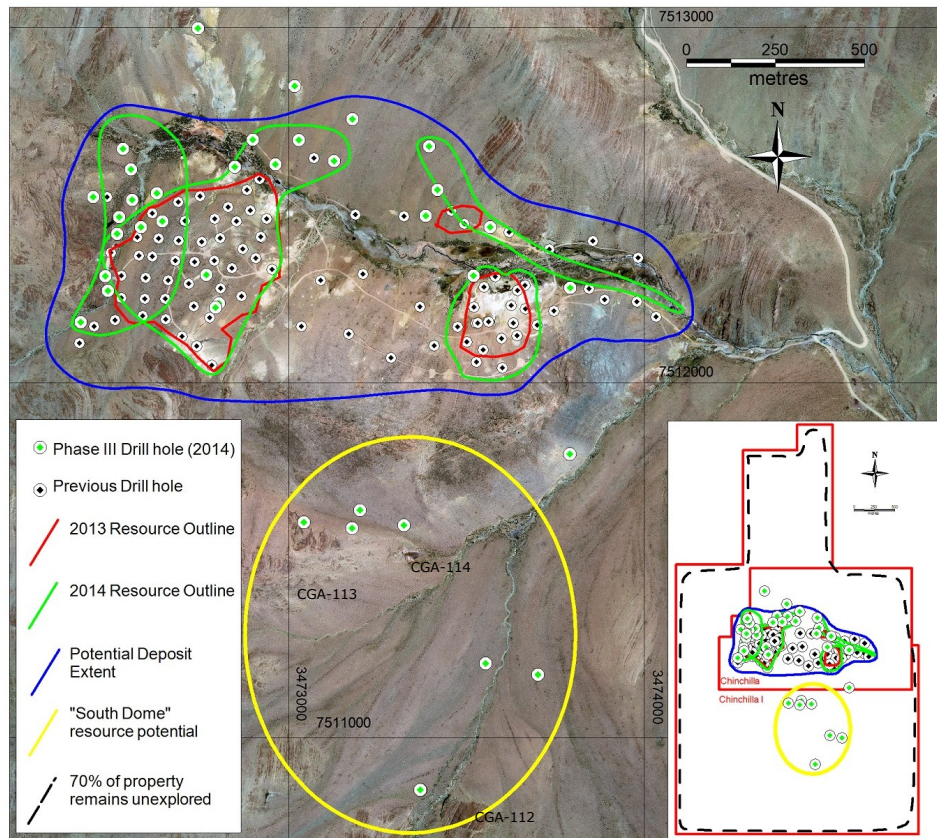 7513000
0 250 500
metres
N
7512000
Phase III Drill hole (2014)
Previous Drill hole
2013 Resource Outline
2014 Resource Outline
Potential Deposit
Extent
"South Dome"
resource potential
70% of property
remains unexplored
CGA-114
CGA-113
3473000
3474000
7511000
CGA-112
N
metres
Chinchilla
Chinchilla I